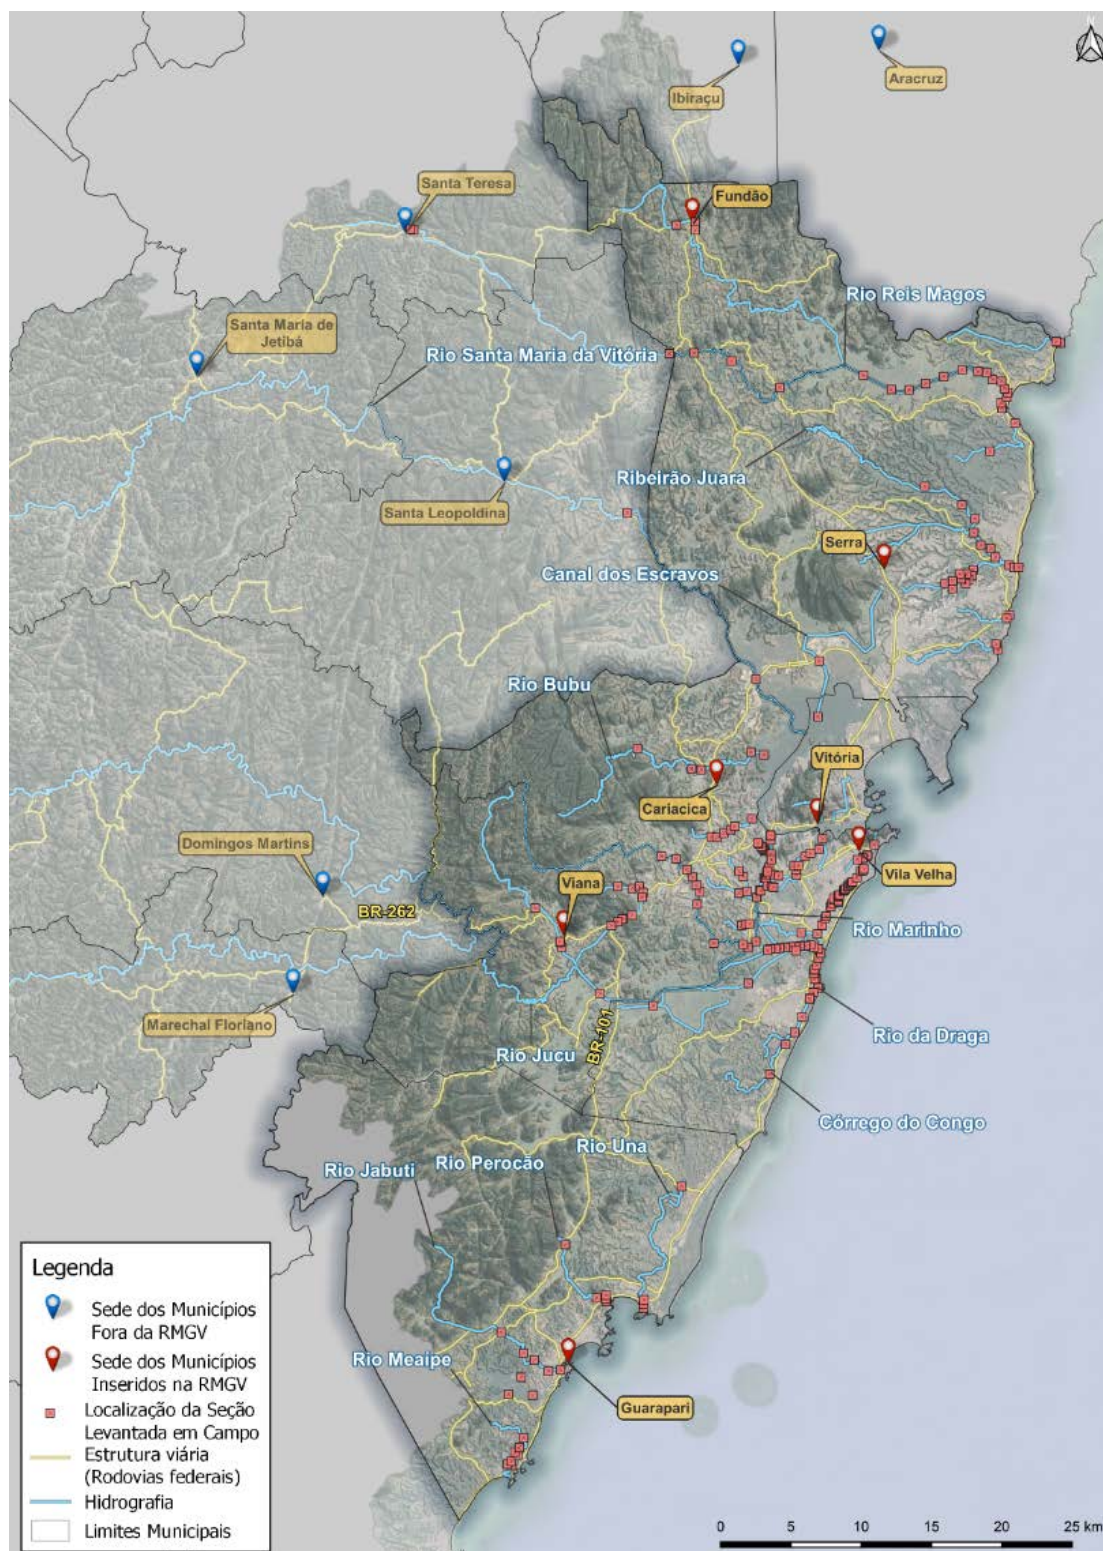 N
Ibiraçu
Aracruz
Santa Teresa
Fundão
Rio Reis Magos
Santa Maria de
Jetibá
Rio Santa Maria da Vitória
Ribeirão Juara
Santa Leopoldina
Serra
Canal dos Escravos
Rio Bubu
Vitória
Cariacica
Domingos Martins
Vila Velha
Viana
BR-262
Rio Marinho
Marechal Floriano
Rio da Draga
BR-101
Rio Jucu
Córrego do Congo
Rio Una
Rio Perocão
Rio Jabuti
Rio Meaipe
Guarapari
Legenda
Sede dos Municípios
Fora da RMGV
Sede dos Municípios
Inseridos na RMGV
Localização da Seção
Levantada em Campo
Estrutura viária
(Rodovias federais)
Hidrografia
Limites Municipais
0 5 10 15 20 25 km